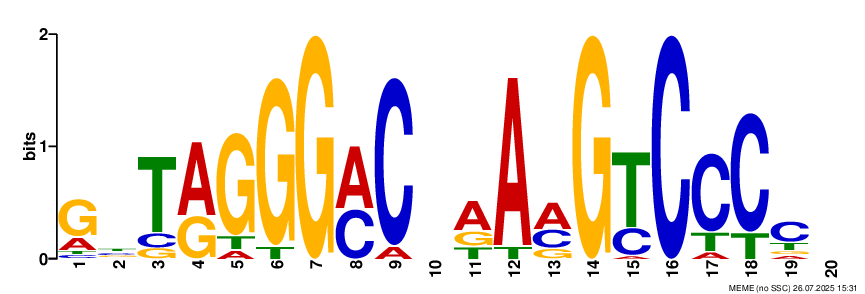 2
bits
1
0
G A T C
T C G
T C G
A G
G T A
G T
G
A C
C A
A G T
A T
A C G
G
T C A
C
C T A
C T
C T G A
1 2 3 4 5 6 7 8 9 10 11 12 13 14 15 16 17 18 19 20
MEME (no SSC) 26.07.2025 15:31